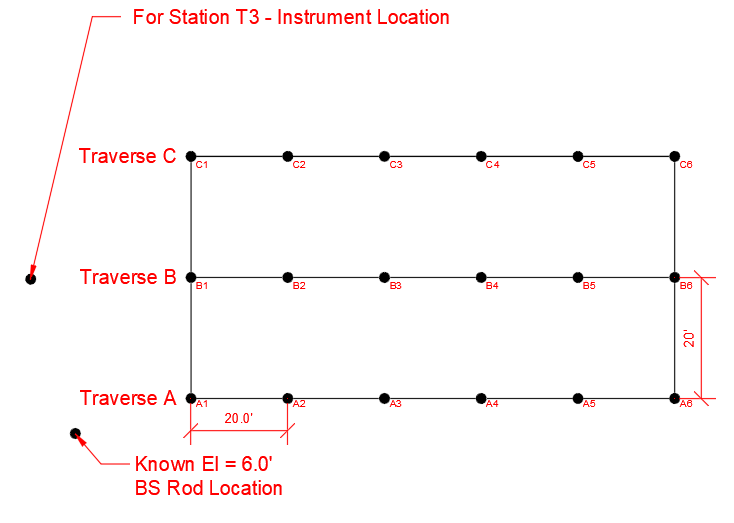 For Station T3 - Instrument Location
Traverse C
C1 C2 C3 C4 C5 C6
Traverse B
B1 B2 B3 B4 B5 B6
20'
Traverse A
A1 A2 A3 A4 A5 A6
20.0'
Known El = 6.0'
BS Rod Location